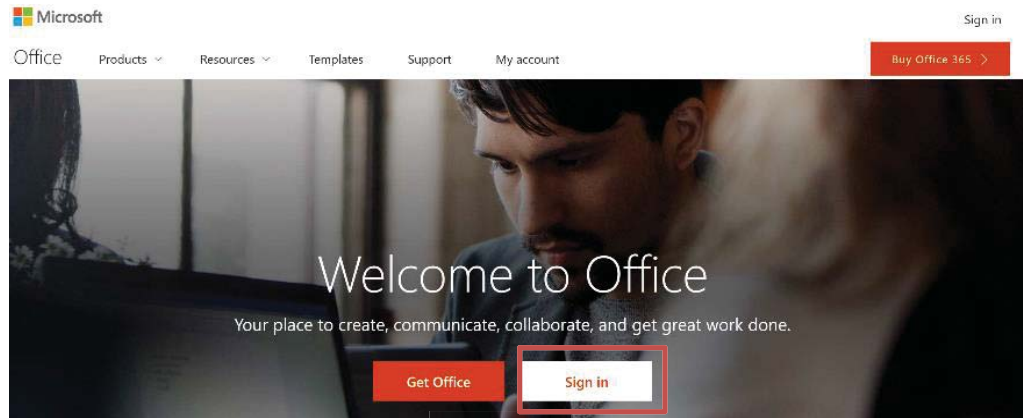 Microsoft
Sign in
Office Products Resources Templates Support My account Buy Office 365
Welcome to Office
Your place to create, communicate, collaborate, and get great work done.
Get Office Sign in